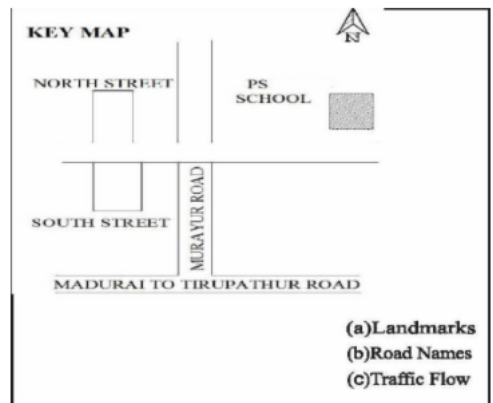 KEY MAP
N
NORTH STREET
PS
SCHOOL
SOUTH STREET
MURAYUR ROAD
MADURAI TO TIRUPATHUR ROAD
(a)Landmarks
(b)Road Names
(c)Traffic Flow